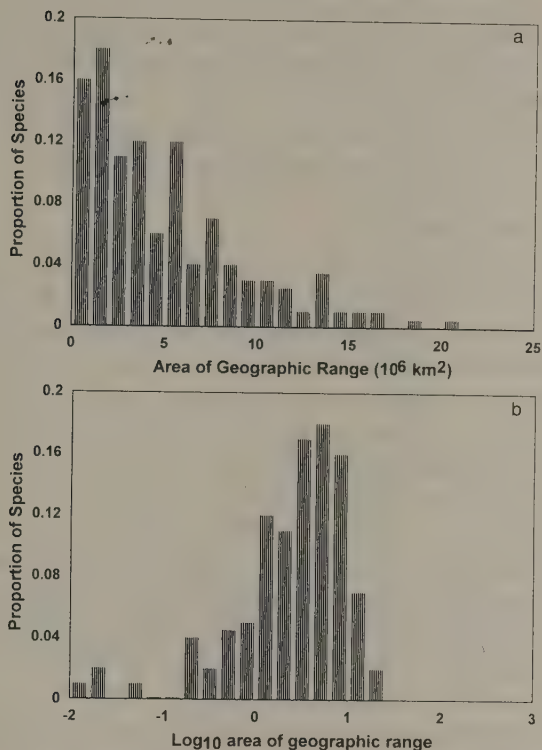 0.2
a
0.16
0.12
0.08
0.04
0
Proportion of Species
0 5 10 15 20 25
Area of Geographic Range (10⁶ km²)
0.2
b
0.16
0.12
0.08
0.04
0
Proportion of Species
-2 -1 0 1 2 3
Log10 area of geographic range